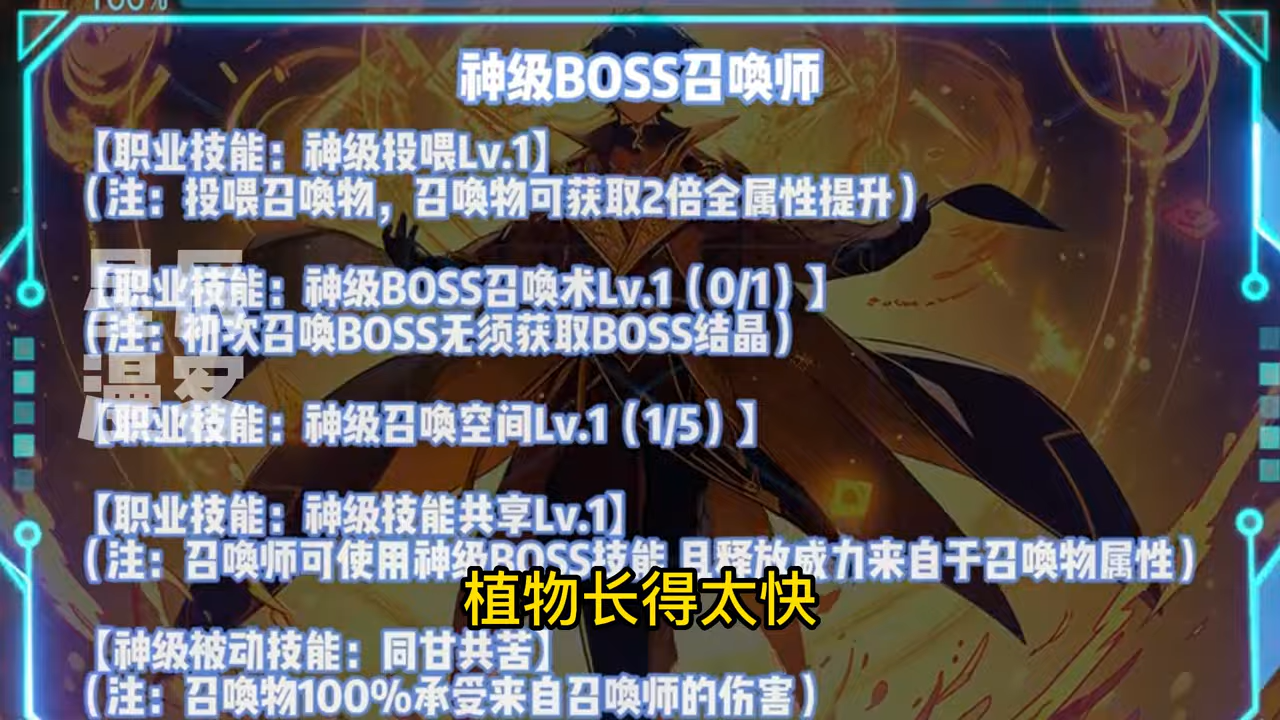 100%
神级BOSS召唤师
【职业技能：神级投喂Lv.1】
（注：投喂召唤物，召唤物可获取2倍全属性提升）
【职业技能：神级BOSS召唤术Lv.1（0/1）】
（注：初次召唤BOSS无须获取BOSS结晶）
【职业技能：神级召唤空间Lv.1（1/5）】
【职业技能：神级技能共享Lv.1】
（注：召唤师可使用神级BOSS技能,且释放威力来自于召唤物属性）
植物长得太快
【神级被动技能：同甘共苦】
（注：召唤物100%承受来自召唤师的伤害）